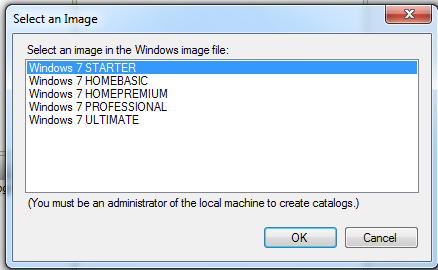 Select an Image
Select an image in the Windows image file:
Windows 7 STARTER
Windows 7 HOMEBASIC
Windows 7 HOMEPREMIUM
Windows 7 PROFESSIONAL
Windows 7 ULTIMATE
(You must be an administrator of the local machine to create catalogs.)
OK Cancel